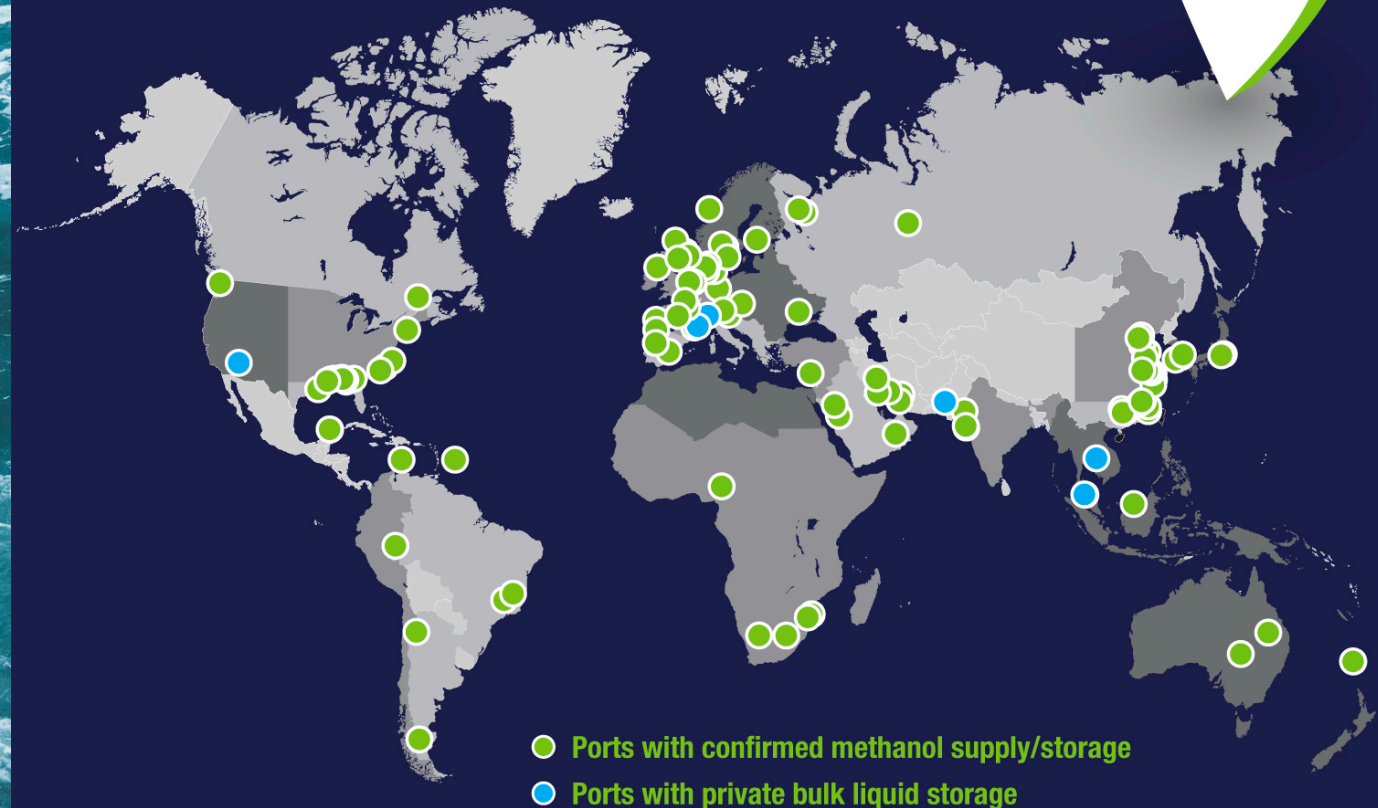 Ports with confirmed methanol supply/storage
Ports with private bulk liquid storage